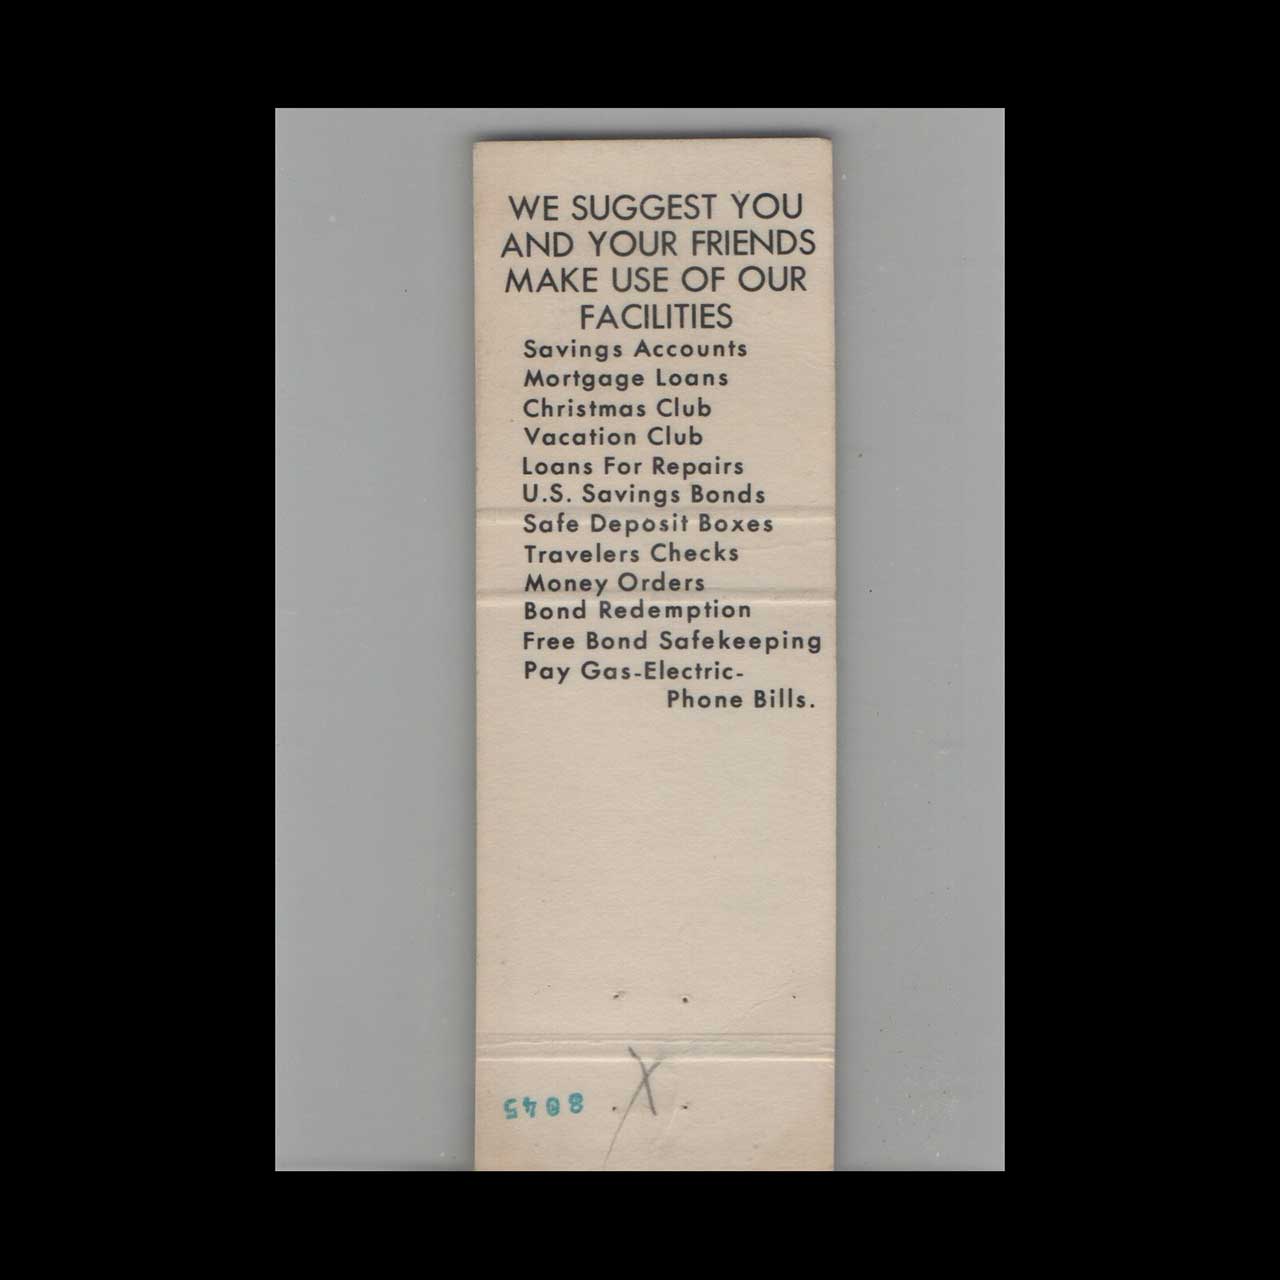 WE SUGGEST YOU
AND YOUR FRIENDS
MAKE USE OF OUR
FACILITIES
Savings Accounts
Mortgage Loans
Christmas Club
Vacation Club
Loans For Repairs
U.S. Savings Bonds
Safe Deposit Boxes
Travelers Checks
Money Orders
Bond Redemption
Free Bond Safekeeping
Pay Gas-Electric-
Phone Bills.
X
8045